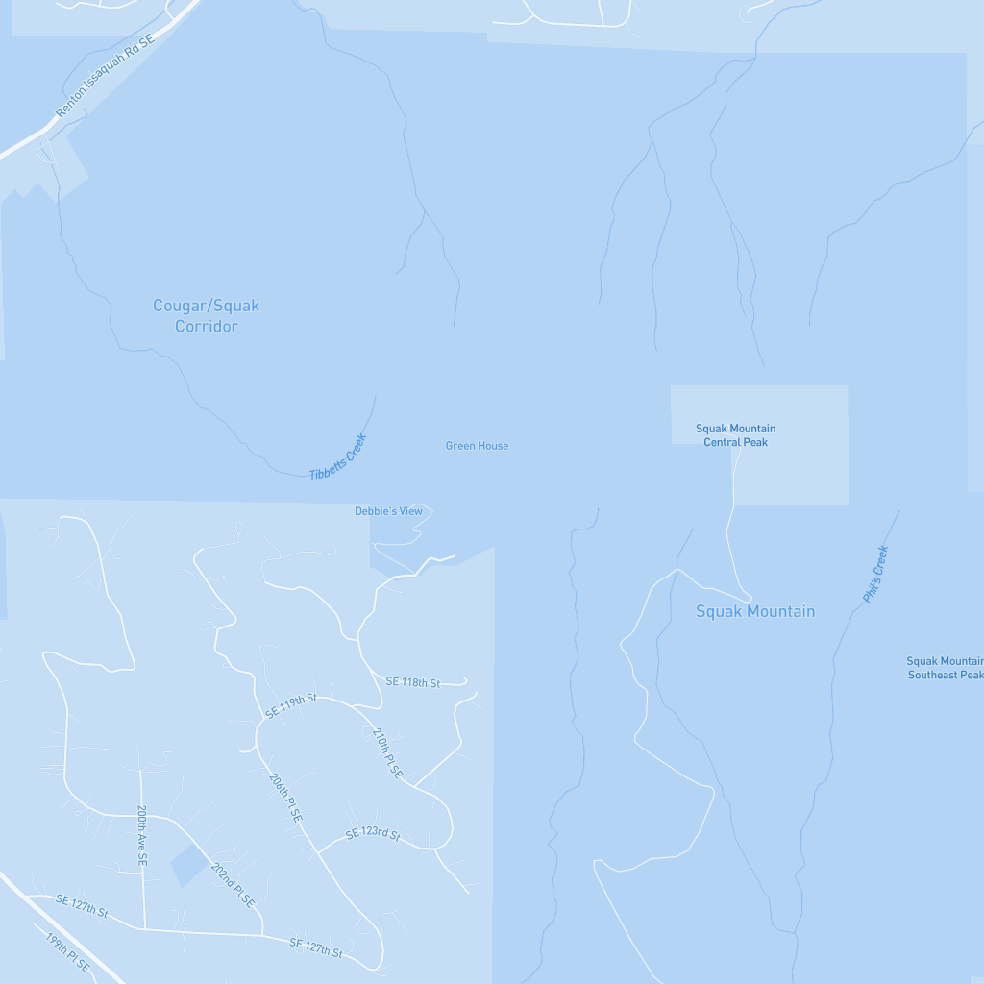 Renton Issaquah Rd SE
Cougar/Squak
Corridor
Squak Mountain
Central Peak
Green House
Tibbetts Creek
Debbie's View
Phil's Creek
Squak Mountain
Squak Mountain
Southeast Peak
SE 118th St
SE 119th St
210th Pl SE
206th Pl SE
200th Ave SE
SE 123rd St
202nd Pl SE
SE 127th St
199th Pl SE
SE 127th St